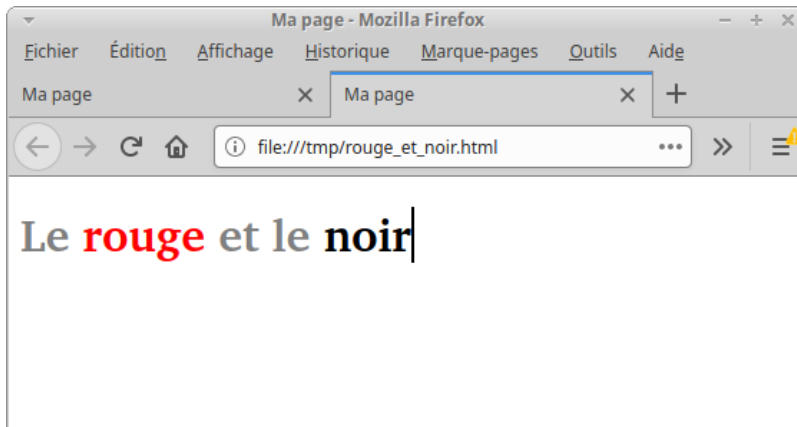 Ma page - Mozilla Firefox
Fichier Édition Affichage Historique Marque-pages Outils Aide
Ma page Ma page
file:///tmp/rouge_et_noir.html
Le rouge et le noir